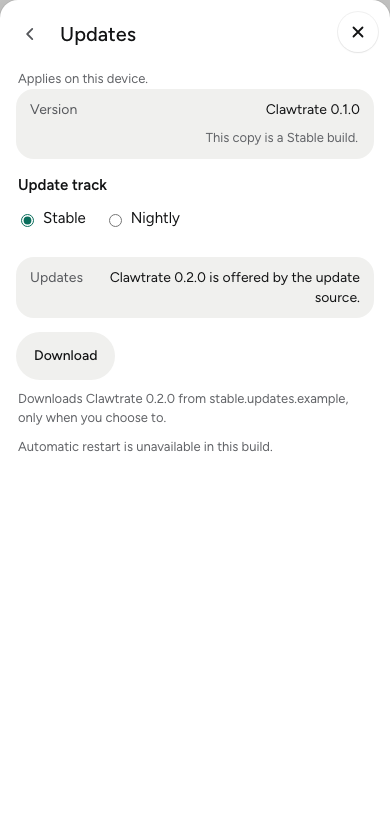 Updates
Applies on this device.
Version
Clawtrate 0.1.0
This copy is a Stable build.
Update track
Stable
Nightly
Updates
Clawtrate 0.2.0 is offered by the update
source.
Download
Downloads Clawtrate 0.2.0 from stable.updates.example,
only when you choose to.
Automatic restart is unavailable in this build.